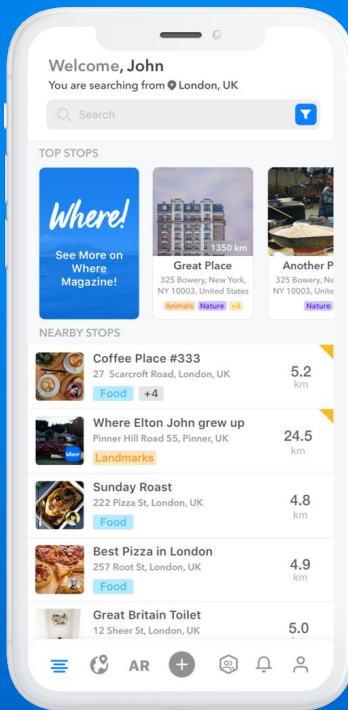 Welcome, John
You are searching from London, UK
Search
TOP STOPS
Where!
See More on
Where
Magazine!
1350 km
Great Place
325 Bowery, New York,
NY 10003, United States
Animals Nature +4
Another P
325 Bowery, Ne
NY 10003, Unite
Nature
NEARBY STOPS
Coffee Place #333
27 Scarcroft Road, London, UK
Food +4
5.2
km
Where Elton John grew up
Pinner Hill Road 55, Pinner, UK
Landmarks
24.5
km
Where!
Sunday Roast
222 Pizza St, London, UK
Food
4.8
km
Best Pizza in London
257 Root St, London, UK
Food
4.9
km
Great Britain Toilet
12 Sheer St, London, UK
5.0
AR